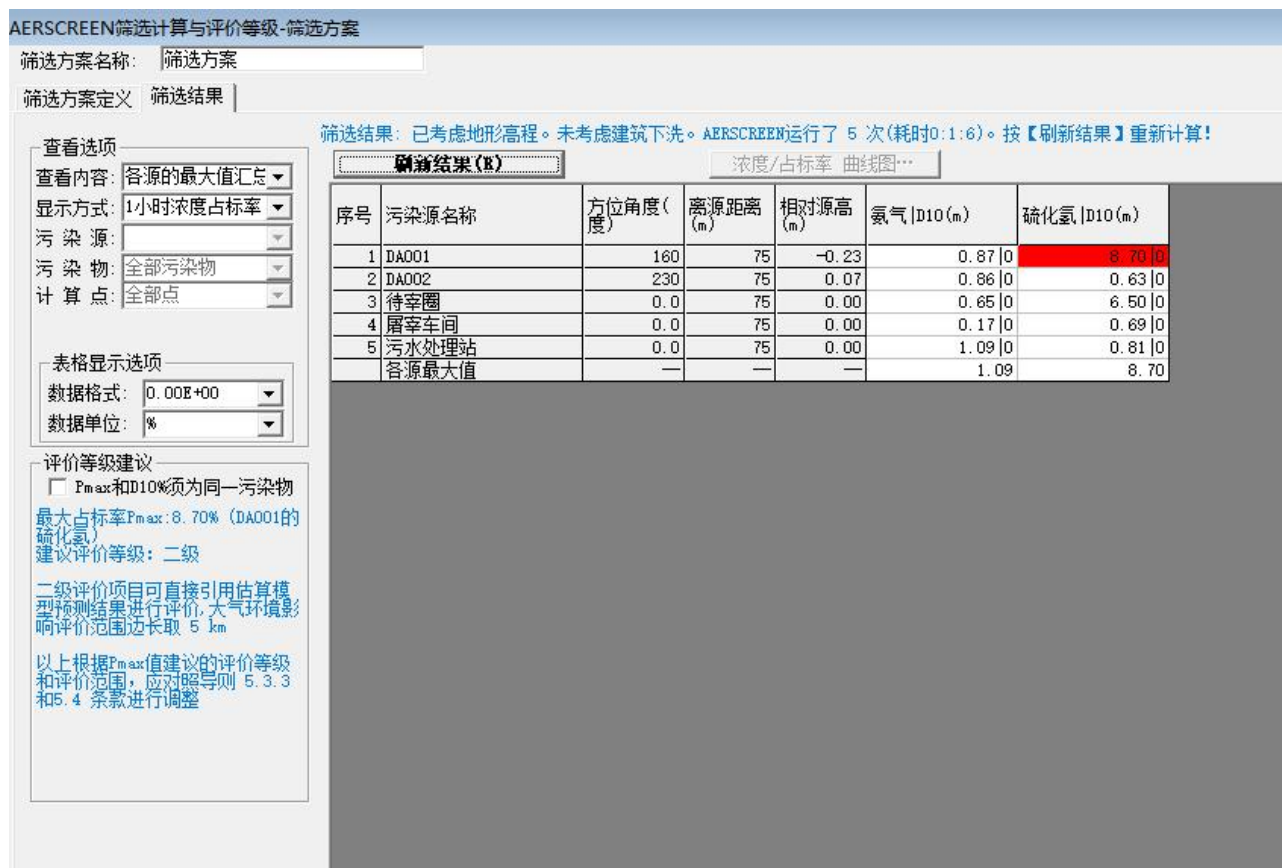 AERSCREEN筛选计算与评价等级-筛选方案
筛选方案名称: 筛选方案
筛选方案定义 筛选结果
筛选结果: 已考虑地形高程。未考虑建筑下洗。AERSCREEN运行了 5 次(耗时0:1:6)。按【刷新结果】重新计算!
刷新结果(R) 浓度/占标率 曲线图…
查看选项
查看内容: 各源的最大值汇总
显示方式: 1小时浓度占标率
污 染 源:
污 染 物: 全部污染物
计 算 点: 全部点
表格显示选项
数据格式: 0.00E+00
数据单位: %
评价等级建议
Pmax和D10%须为同一污染物
最大占标率Pmax:8.70% (DA001的
硫化氢)
建议评价等级: 二级
二级评价项目可直接引用估算模
型预测结果进行评价,大气环境影
响评价范围边长取 5 km
以上根据Pmax值建议的评价等级
和评价范围, 应对照导则 5.3.3
和5.4 条款进行调整
序号 污染源名称 方位角度(度) 离源距离(m) 相对源高(m) 氨气|D10(m) 硫化氢|D10(m)
1 DA001 160 75 -0.23 0.87|0 8.70|0
2 DA002 230 75 0.07 0.86|0 0.63|0
3 待宰圈 0.0 75 0.00 0.65|0 6.50|0
4 屠宰车间 0.0 75 0.00 0.17|0 0.69|0
5 污水处理站 0.0 75 0.00 1.09|0 0.81|0
各源最大值 — — — 1.09 8.70